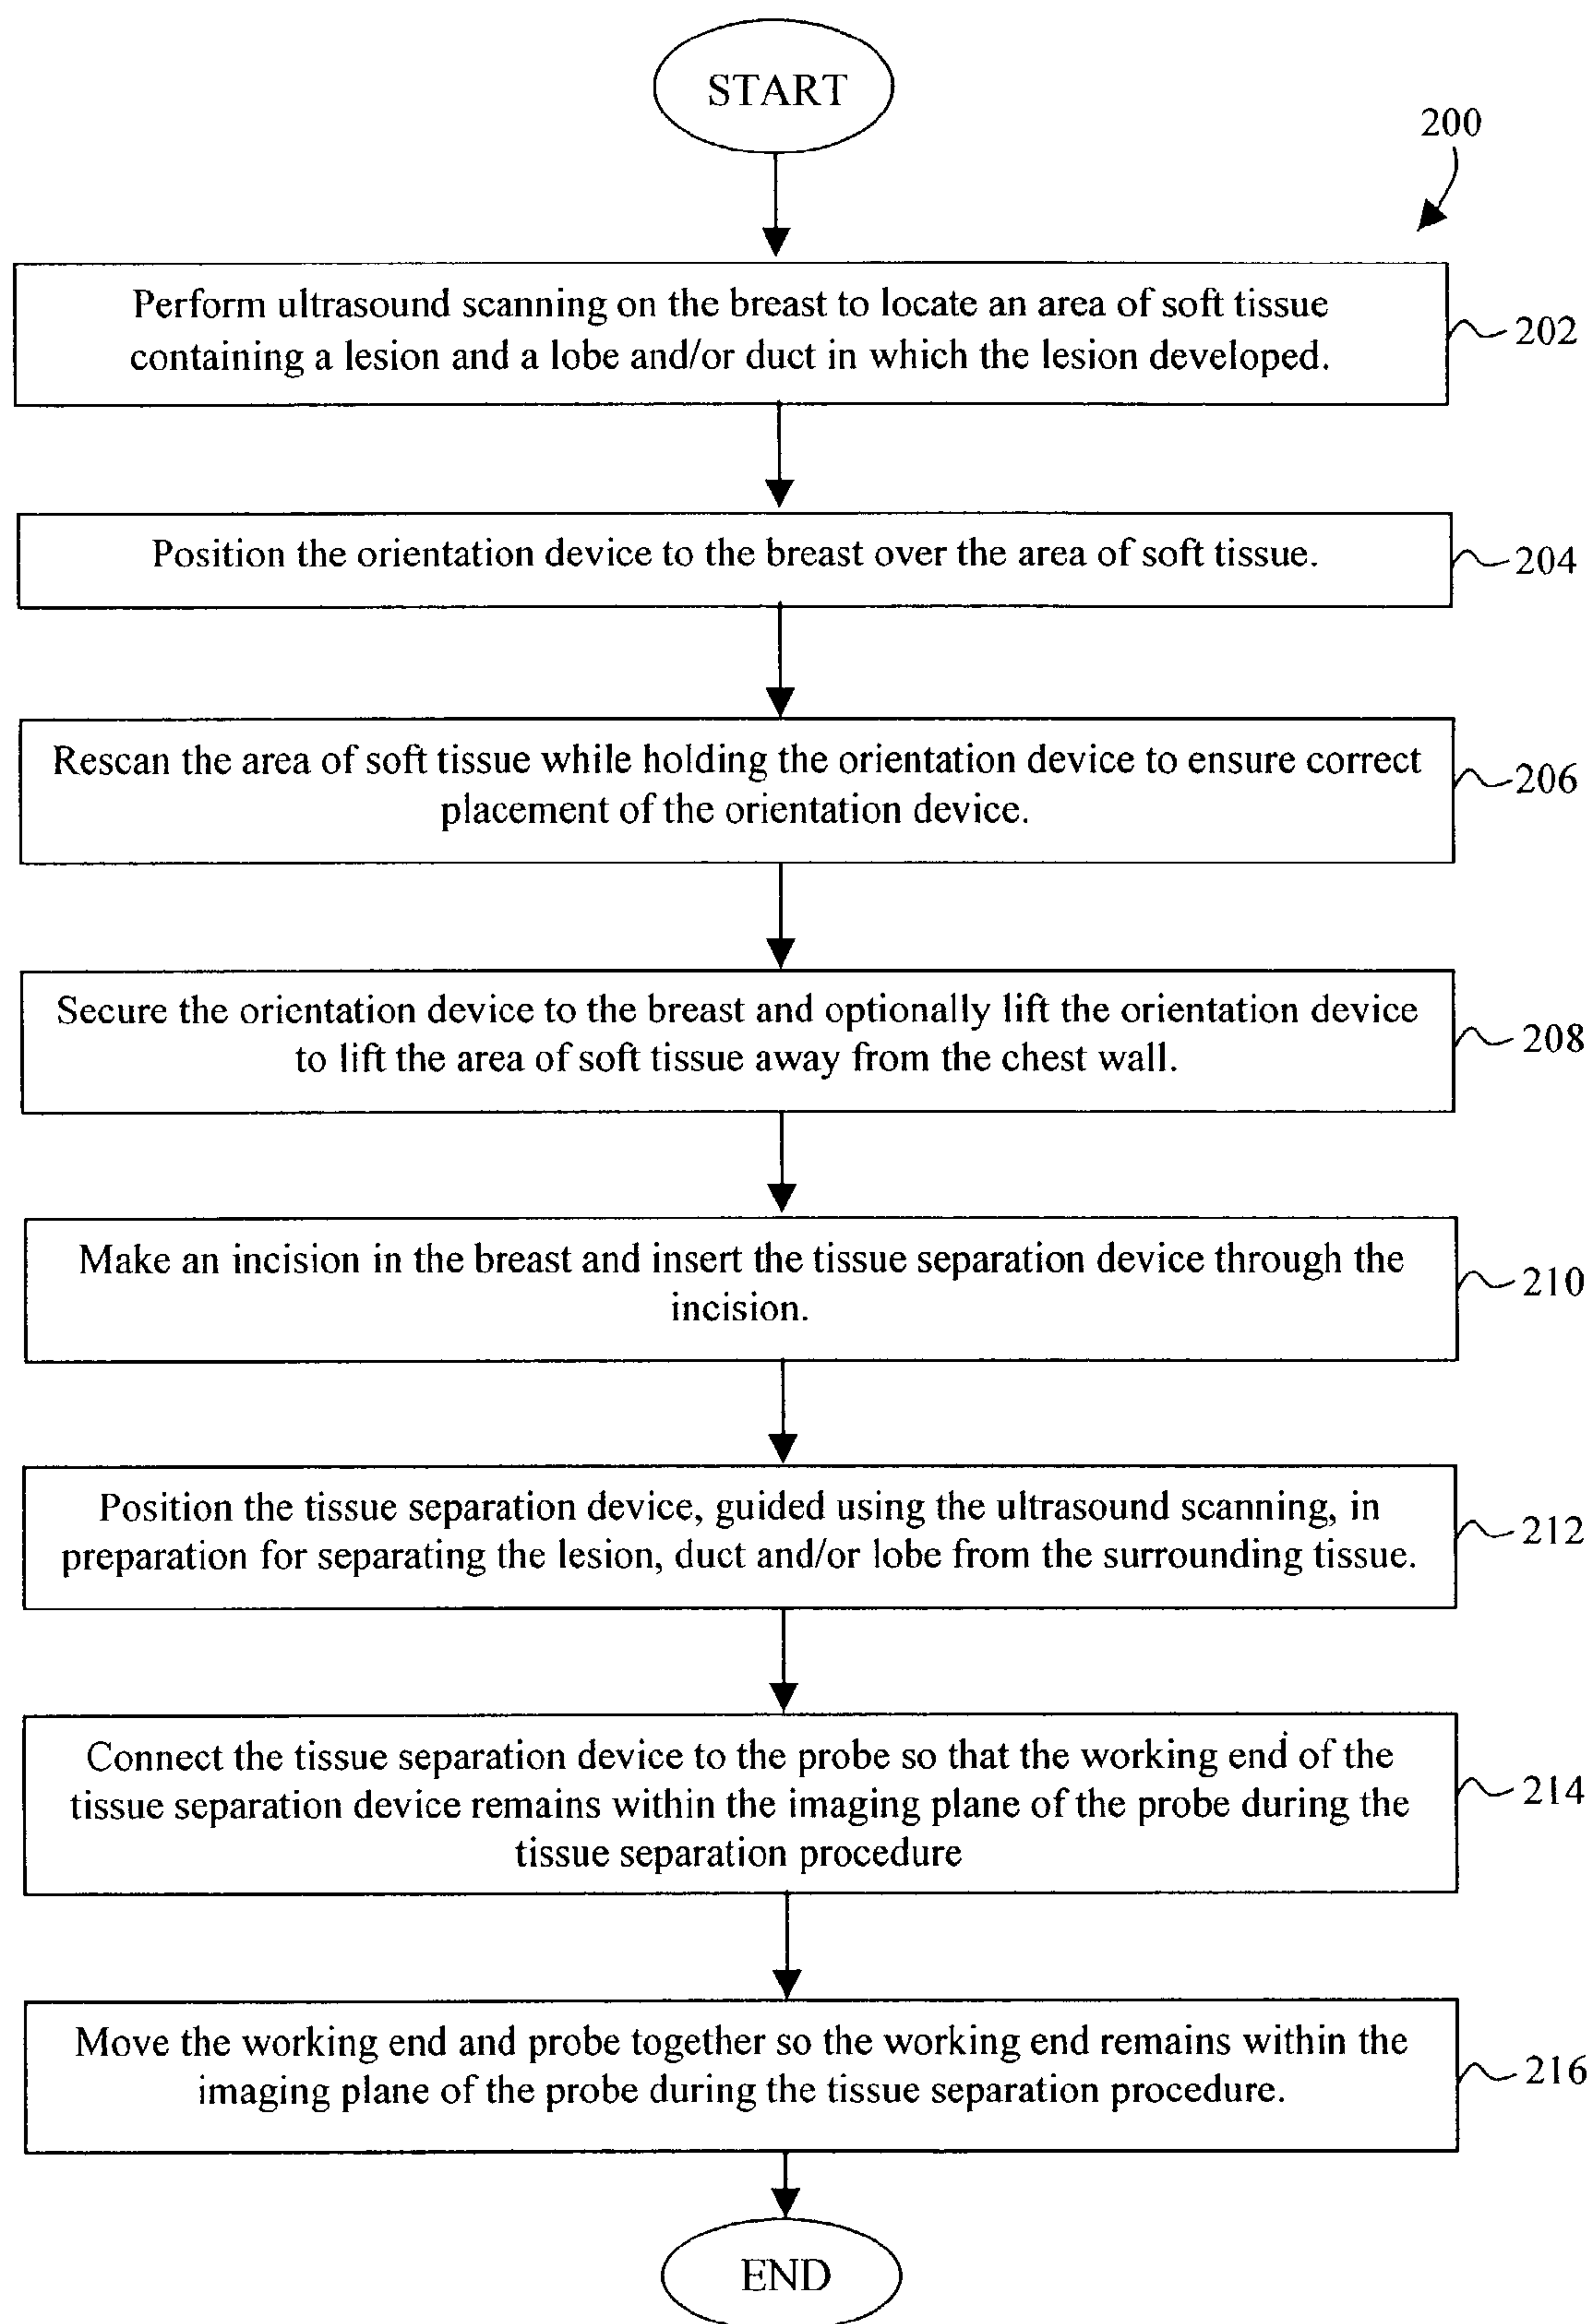 START
200
Perform ultrasound scanning on the breast to locate an area of soft tissue
containing a lesion and a lobe and/or duct in which the lesion developed.
202
Position the orientation device to the breast over the area of soft tissue.
204
Rescan the area of soft tissue while holding the orientation device to ensure correct
placement of the orientation device.
206
Secure the orientation device to the breast and optionally lift the orientation device
to lift the area of soft tissue away from the chest wall.
208
Make an incision in the breast and insert the tissue separation device through the
incision.
210
Position the tissue separation device, guided using the ultrasound scanning, in
preparation for separating the lesion, duct and/or lobe from the surrounding tissue.
212
Connect the tissue separation device to the probe so that the working end of the
tissue separation device remains within the imaging plane of the probe during the
tissue separation procedure
214
Move the working end and probe together so the working end remains within the
imaging plane of the probe during the tissue separation procedure.
216
END